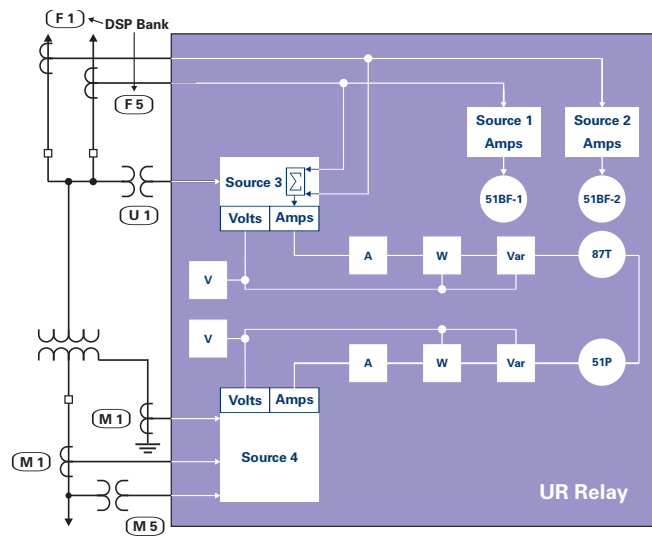 F 1
DSP Bank
F 5
Source 1
Amps
Source 2
Amps
Source 3
Σ
U 1
Volts
Amps
51BF-1
51BF-2
A
W
Var
87T
V
V
A
W
Var
51P
Volts
Amps
M 1
Source 4
M 1
UR Relay
M 5